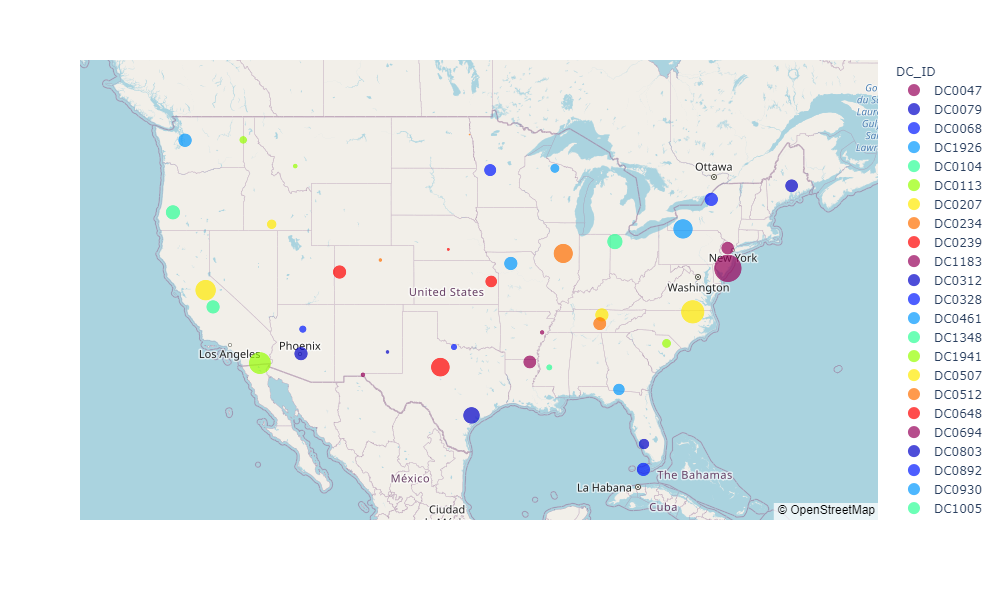 DC_ID
DC0047
DC0079
DC0068
DC1926
DC0104
DC0113
DC0207
DC0234
DC0239
DC1183
DC0312
DC0328
DC0461
DC1348
DC1941
DC0507
DC0512
DC0648
DC0694
DC0803
DC0892
DC0930
DC1005
Ottawa
New York
Washington
United States
Phoenix
Los Angeles
The Bahamas
México
La Habana
Cuba
Ciudad
© OpenStreetMap